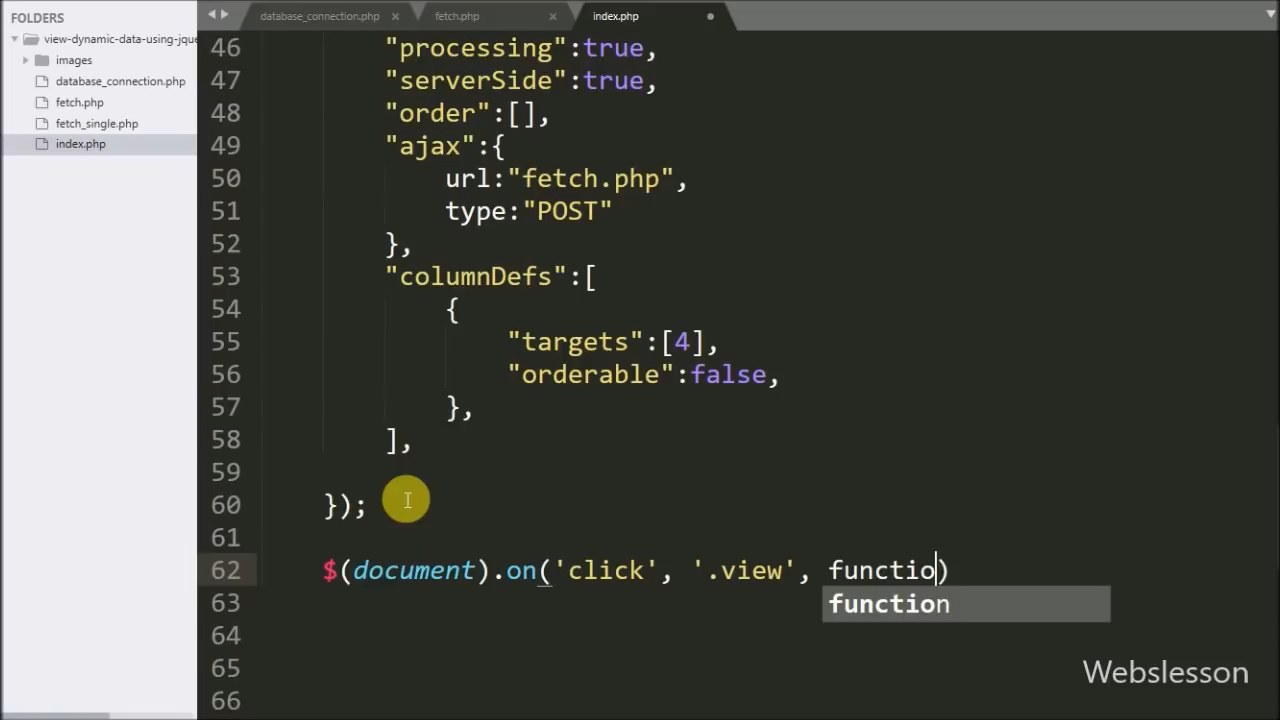 FOLDERS
view-dynamic-data-using-jque
images
database_connection.php
fetch.php
fetch_single.php
index.php
database_connection.php × fetch.php × index.php
46 "processing":true,
47 "serverSide":true,
48 "order":[],
49 "ajax":{
50 url:"fetch.php",
51 type:"POST"
52 },
53 "columnDefs":[
54 {
55 "targets":[4],
56 "orderable":false,
57 },
58 ],
59
60 });
61
62 $(document).on('click', '.view', functio)
63 function
64
65
66
Webslesson